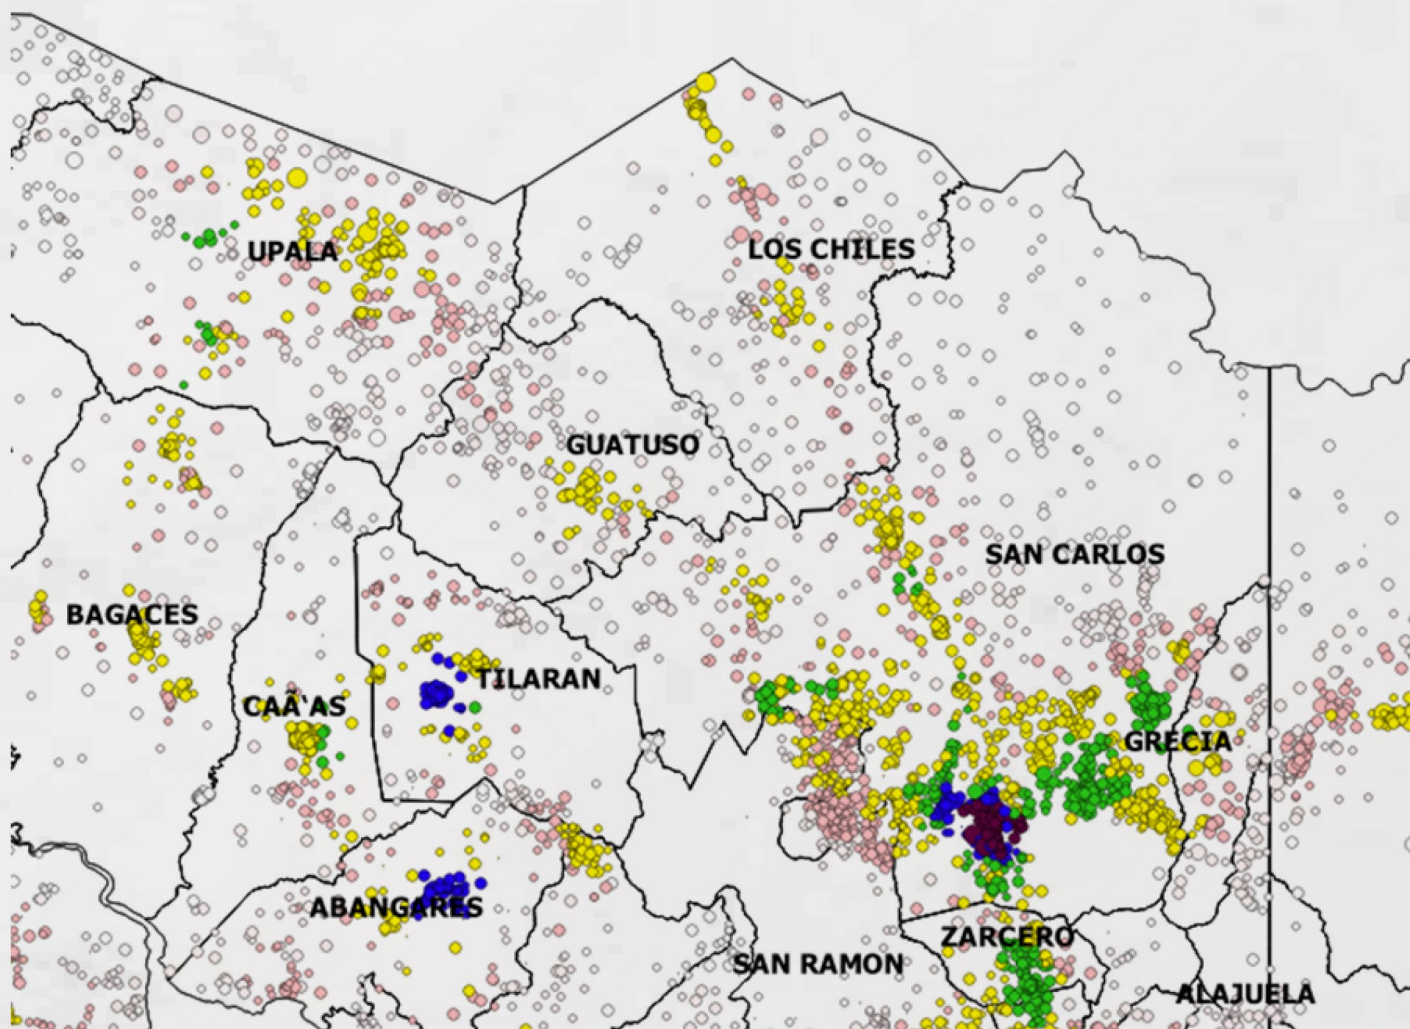 UPALA
LOS CHILES
GUATUSO
SAN CARLOS
BAGACES
TILARAN
CAÃ‘AS
GRECIA
ABANGARES
ZARCERO
SAN RAMON
ALAJUELA